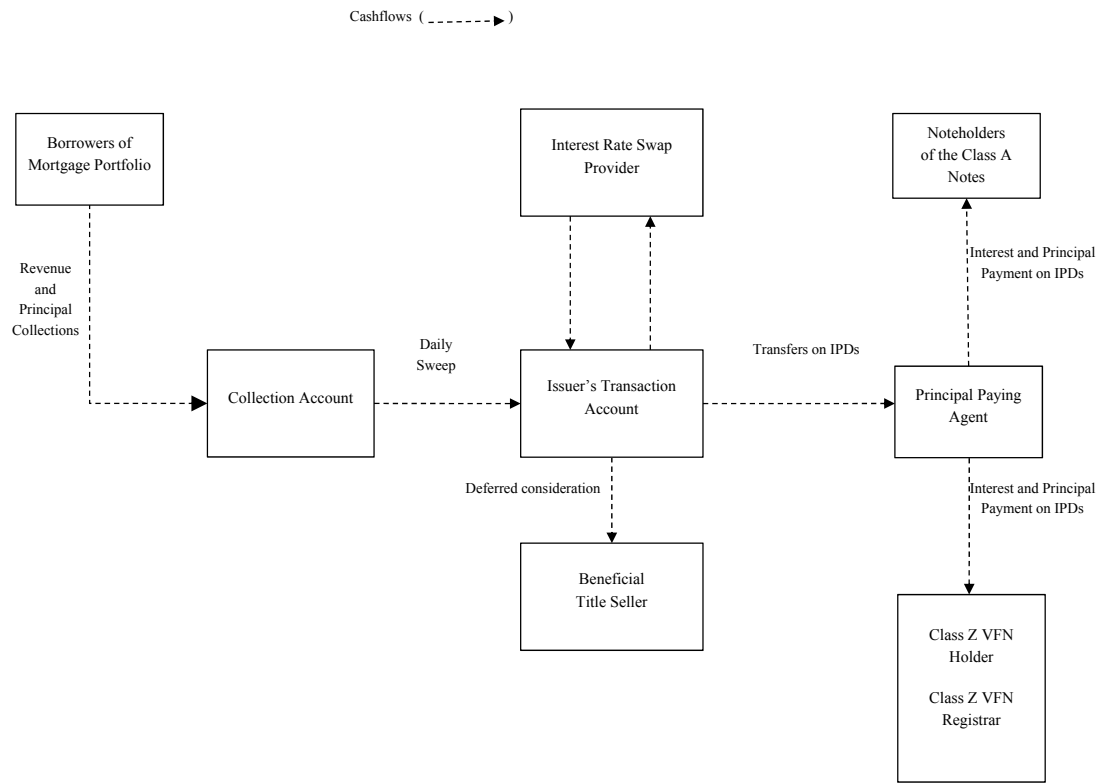 Cashflows ( )
Borrowers of
Mortgage Portfolio
Interest Rate Swap
Provider
Noteholders
of the Class A
Notes
Revenue
and
Principal
Collections
Interest and Principal
Payment on IPDs
Collection Account
Daily
Sweep
Issuer’s Transaction
Account
Transfers on IPDs
Principal Paying
Agent
Deferred consideration
Interest and Principal
Payment on IPDs
Beneficial
Title Seller
Class Z VFN
Holder
Class Z VFN
Registrar